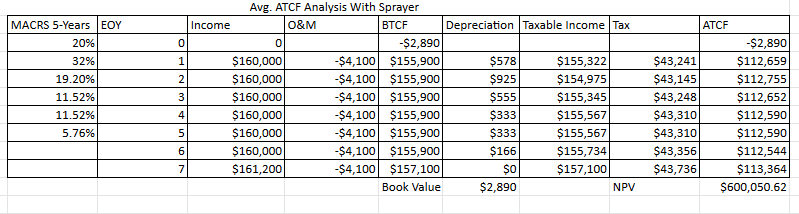 Avg. ATCF Analysis With Sprayer
MACRS 5-Years EOY Income O&M BTCF Depreciation Taxable Income Tax ATCF
20% 0 0 -$2,890 -$2,890
32% 1 $160,000 -$4,100 $155,900 $578 $155,322 $43,241 $112,659
19.20% 2 $160,000 -$4,100 $155,900 $925 $154,975 $43,145 $112,755
11.52% 3 $160,000 -$4,100 $155,900 $555 $155,345 $43,248 $112,652
11.52% 4 $160,000 -$4,100 $155,900 $333 $155,567 $43,310 $112,590
5.76% 5 $160,000 -$4,100 $155,900 $333 $155,567 $43,310 $112,590
6 $160,000 -$4,100 $155,900 $166 $155,734 $43,356 $112,544
7 $161,200 -$4,100 $157,100 $0 $157,100 $43,736 $113,364
Book Value $2,890 NPV $600,050.62